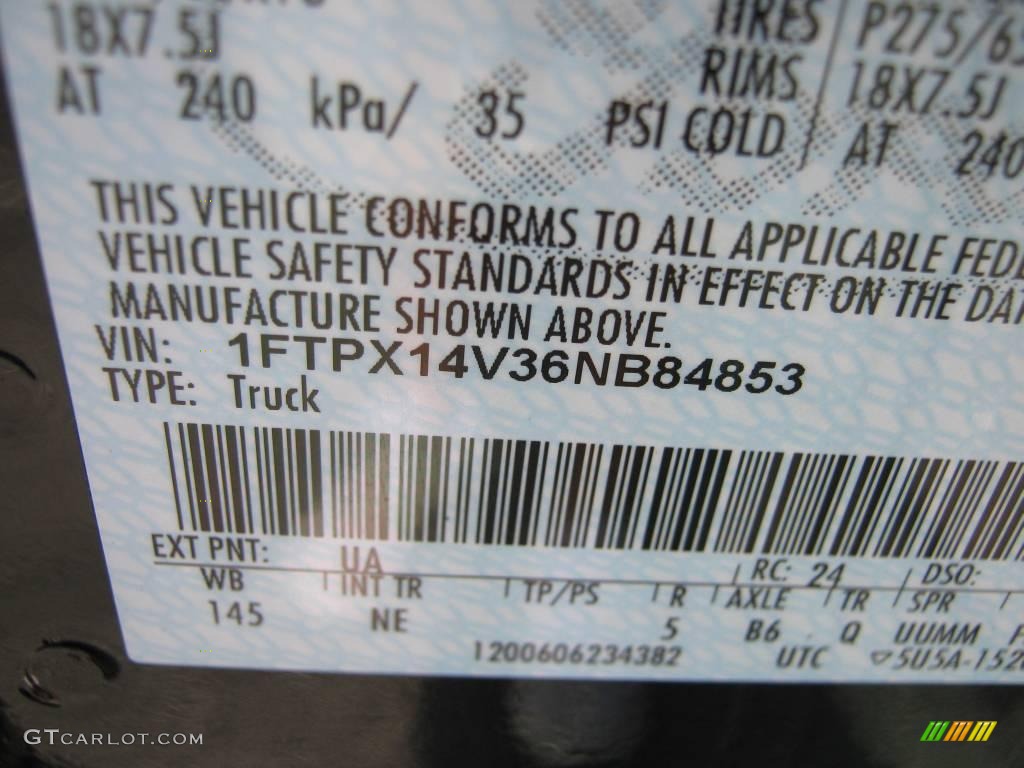 18X7.5J
TIRES P275/65
RIMS 18X7.5J
AT 240 kPa/ 35 PSI COLD AT 240
THIS VEHICLE CONFORMS TO ALL APPLICABLE FEDE
VEHICLE SAFETY STANDARDS IN EFFECT ON THE DAT
MANUFACTURE SHOWN ABOVE.
VIN: 1FTPX14V36NB84853
TYPE: Truck
EXT PNT: UA RC: 24 DSO:
WB INT TR TP/PS R AXLE TR SPR
145 NE 5 B6 Q UUMM F
1200606234382 UTC ▽5U5A-1520
GTCARLOT.COM